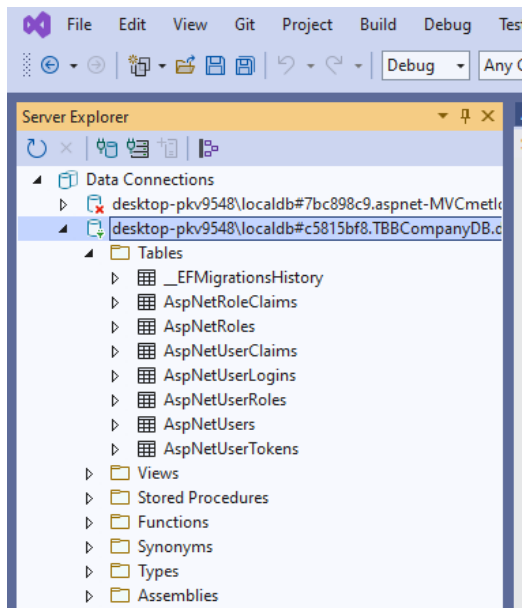 File Edit View Git Project Build Debug Tes
Debug Any C
Server Explorer
Data Connections
desktop-pkv9548\localdb#7bc898c9.aspnet-MVCmetIc
desktop-pkv9548\localdb#c5815bf8.TBBCompanyDB.c
Tables
__EFMigrationsHistory
AspNetRoleClaims
AspNetRoles
AspNetUserClaims
AspNetUserLogins
AspNetUserRoles
AspNetUsers
AspNetUserTokens
Views
Stored Procedures
Functions
Synonyms
Types
Assemblies